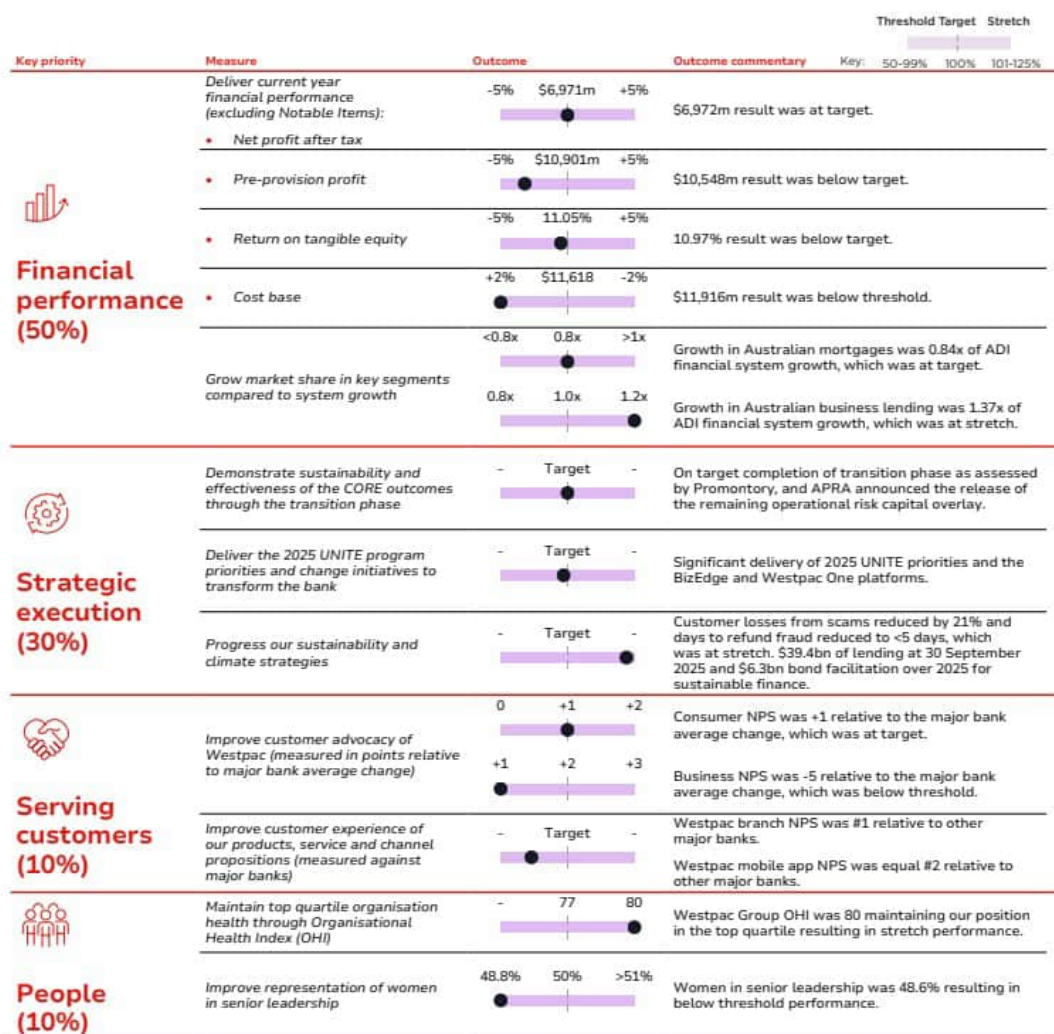 Threshold Target Stretch
Key priority Measure Outcome Outcome commentary Key: 50-99% 100% 101-125%
Deliver current year
financial performance
(excluding Notable Items):
• Net profit after tax
-5% $6,971m +5%
$6,972m result was at target.
• Pre-provision profit
-5% $10,901m +5%
$10,548m result was below target.
• Return on tangible equity
-5% 11.05% +5%
10.97% result was below target.
Financial
performance
(50%)
• Cost base
+2% $11,618 -2%
$11,916m result was below threshold.
Grow market share in key segments
compared to system growth
<0.8x 0.8x >1x
Growth in Australian mortgages was 0.84x of ADI
financial system growth, which was at target.
0.8x 1.0x 1.2x
Growth in Australian business lending was 1.37x of
ADI financial system growth, which was at stretch.
Strategic
execution
(30%)
Demonstrate sustainability and
effectiveness of the CORE outcomes
through the transition phase
- Target -
On target completion of transition phase as assessed
by Promontory, and APRA announced the release of
the remaining operational risk capital overlay.
Deliver the 2025 UNITE program
priorities and change initiatives to
transform the bank
- Target -
Significant delivery of 2025 UNITE priorities and the
BizEdge and Westpac One platforms.
Progress our sustainability and
climate strategies
- Target -
Customer losses from scams reduced by 21% and
days to refund fraud reduced to <5 days, which
was at stretch. $39.4bn of lending at 30 September
2025 and $6.3bn bond facilitation over 2025 for
sustainable finance.
Serving
customers
(10%)
Improve customer advocacy of
Westpac (measured in points relative
to major bank average change)
0 +1 +2
Consumer NPS was +1 relative to the major bank
average change, which was at target.
+1 +2 +3
Business NPS was -5 relative to the major bank
average change, which was below threshold.
Improve customer experience of
our products, service and channel
propositions (measured against
major banks)
- Target -
Westpac branch NPS was #1 relative to other
major banks.
Westpac mobile app NPS was equal #2 relative to
other major banks.
People
(10%)
Maintain top quartile organisation
health through Organisational
Health Index (OHI)
- 77 80
Westpac Group OHI was 80 maintaining our position
in the top quartile resulting in stretch performance.
Improve representation of women
in senior leadership
48.8% 50% >51%
Women in senior leadership was 48.6% resulting in
below threshold performance.